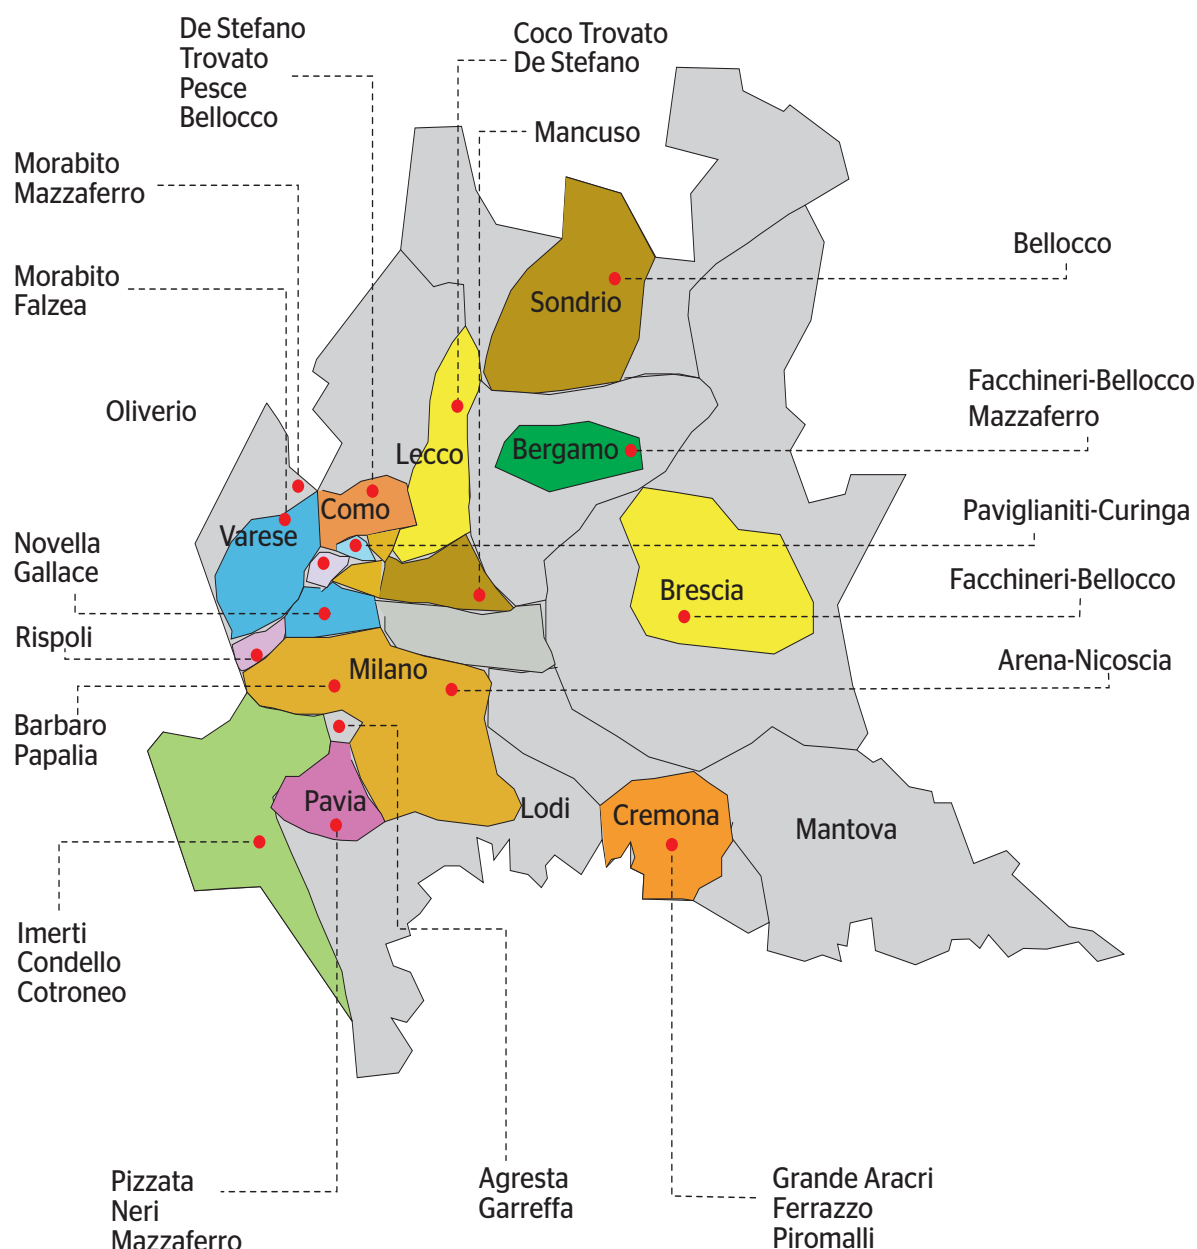 De Stefano
Trovato
Pesce
Bellocco
Coco Trovato
De Stefano
Mancuso
Morabito
Mazzaferro
Bellocco
Morabito
Falzea
Sondrio
Facchineri-Bellocco
Mazzaferro
Oliverio
Lecco
Bergamo
Como
Varese
Paviglianiti-Curinga
Novella
Gallace
Facchineri-Bellocco
Brescia
Rispoli
Milano
Arena-Nicoscia
Barbaro
Papalia
Pavia
Lodi
Cremona
Mantova
Imerti
Condello
Cotroneo
Pizzata
Neri
Mazzaferro
Agresta
Garreffa
Grande Aracri
Ferrazzo
Piromalli